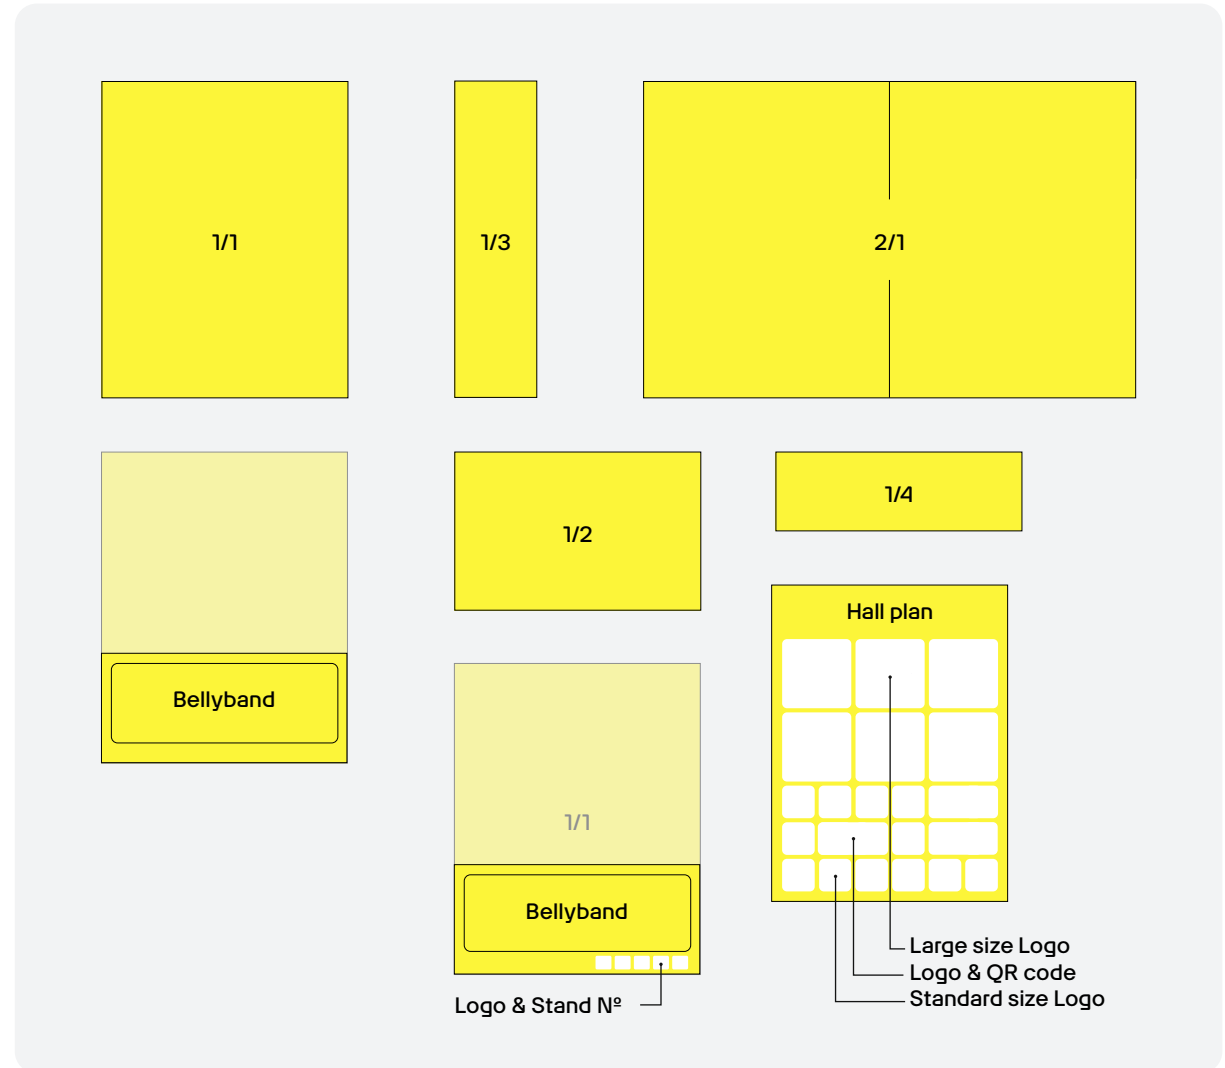 1/1
1/3
2/1
1/2
1/4
Hall plan
Bellyband
1/1
Bellyband
Large size Logo
Logo & QR code
Standard size Logo
Logo & Stand Nº